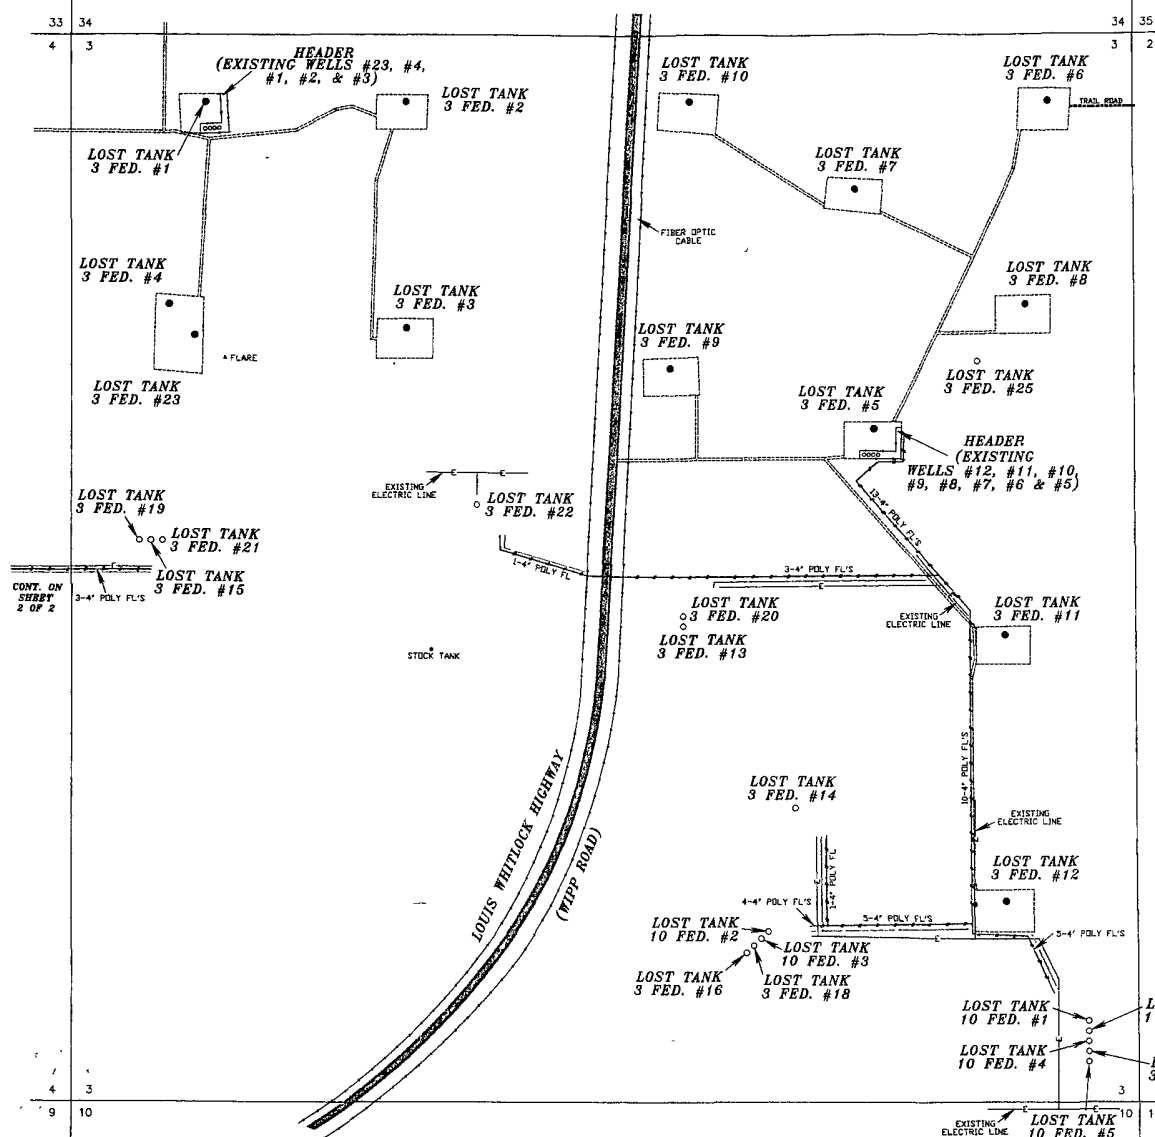 33 34
4 3
34 35
3 2
HEADER
(EXISTING WELLS #23, #4,
#1, #2, & #3)
LOST TANK
3 FED. #2
LOST TANK
3 FED. #10
LOST TANK
3 FED. #6
TRAIL ROAD
LOST TANK
3 FED. #1
LOST TANK
3 FED. #7
FIBER OPTIC
CABLE
LOST TANK
3 FED. #4
LOST TANK
3 FED. #3
LOST TANK
3 FED. #8
LOST TANK
3 FED. #9
FLARE
LOST TANK
3 FED. #23
LOST TANK
3 FED. #5
LOST TANK
3 FED. #25
HEADER
(EXISTING
WELLS #12, #11, #10,
#9, #8, #7, #6 & #5)
E E
EXISTING
ELECTRIC LINE
LOST TANK
3 FED. #19
LOST TANK
3 FED. #22
13-4" POLY FL'S
LOST TANK
3 FED. #21
E
1-4" POLY FL
3-4" POLY FL'S
E
LOST TANK
3 FED. #15
CONT. ON
SHEET
2 OF 2
3-4" POLY FL'S
LOST TANK
3 FED. #20
EXISTING
ELECTRIC LINE
E
LOST TANK
3 FED. #11
LOST TANK
3 FED. #13
STOCK TANK
10-4" POLY FL'S
LOUIS WHITLOCK HIGHWAY
(WIPP ROAD)
LOST TANK
3 FED. #14
EXISTING
ELECTRIC LINE
1-4" POLY FL
E
LOST TANK
3 FED. #12
4-4" POLY FL'S
5-4" POLY FL'S
E
5-4" POLY FL'S
LOST TANK
10 FED. #2
LOST TANK
10 FED. #3
LOST TANK
3 FED. #16
LOST TANK
3 FED. #18
LOST TANK
10 FED. #1
L
1
E
LOST TANK
10 FED. #4
3
4 3
9 10
3
10 1
E E
EXISTING
ELECTRIC LINE
LOST TANK
10 FED. #5